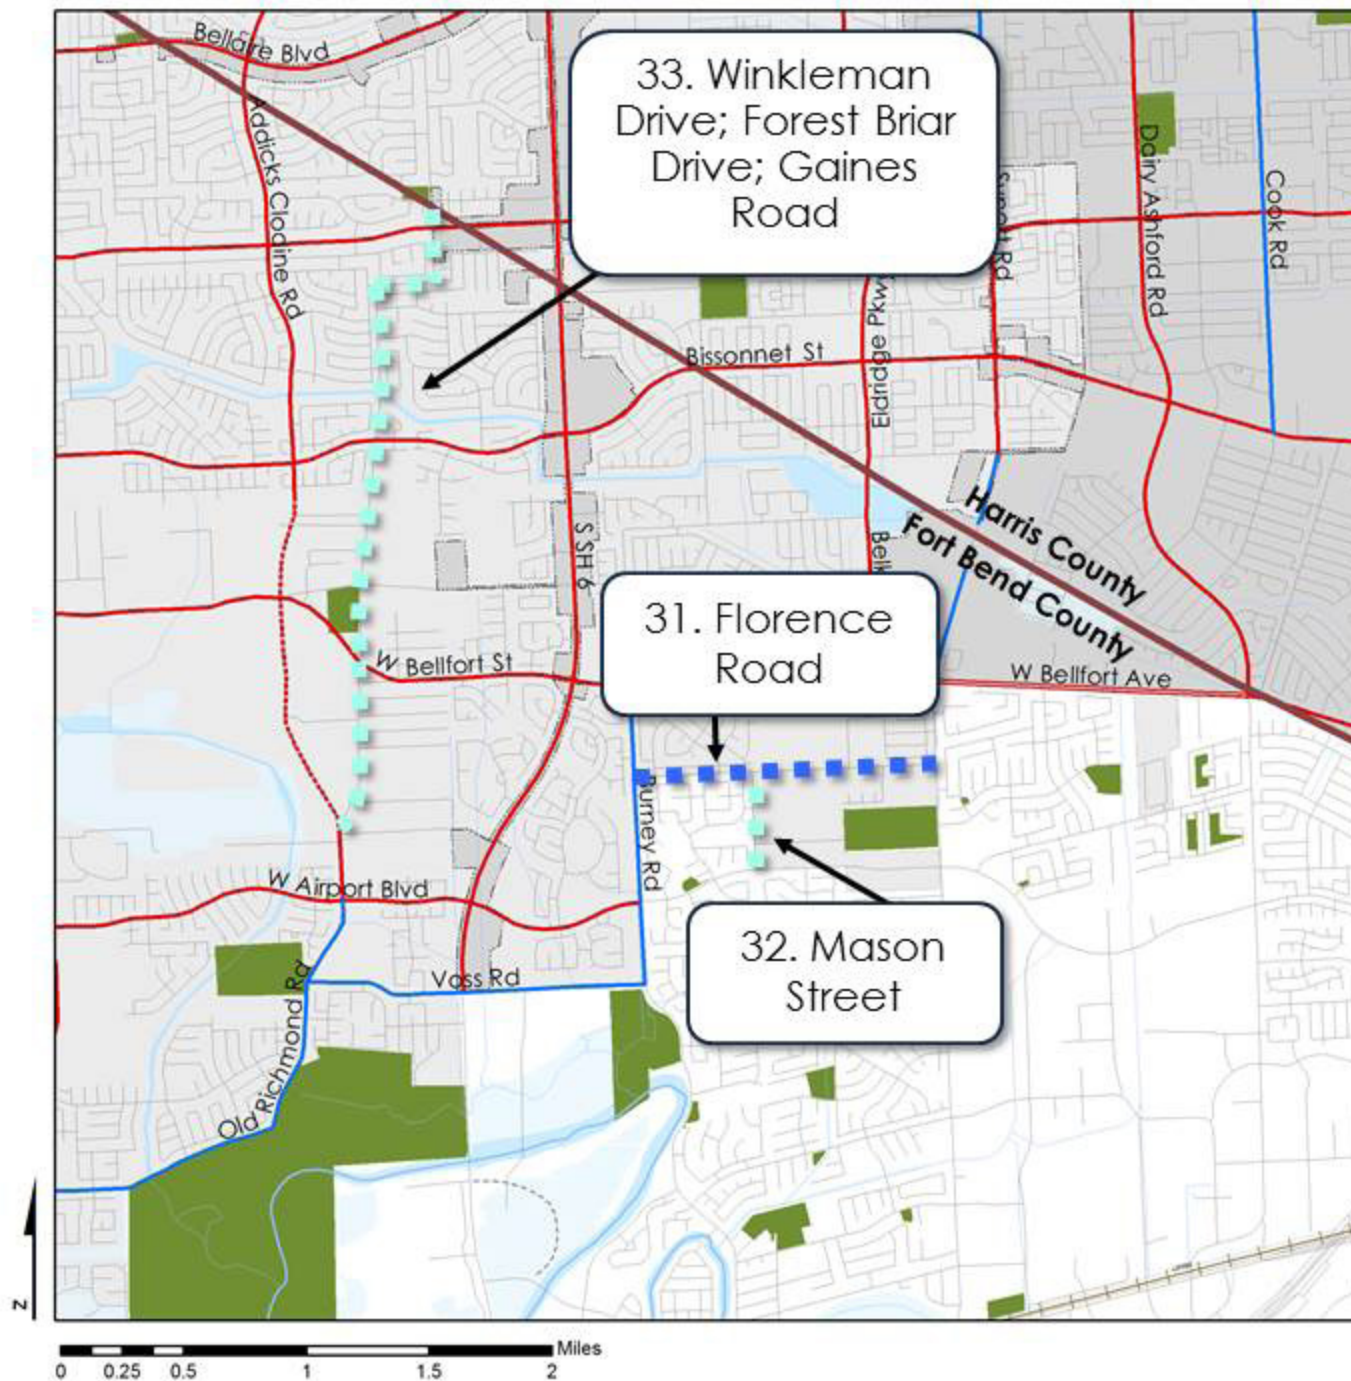 Bellaire Blvd
33. Winkleman
Drive; Forest Briar
Drive; Gaines
Road
Addicks Clodine Rd
Dairy Ashford Rd
Cook Rd
Rd
Eldridge Pkwy
Bissonnet St
Harris County
Fort Bend County
S SH 6
Belk
31. Florence
Road
W Bellfort St
W Bellfort Ave
Burney Rd
W Airport Blvd
32. Mason
Street
Voss Rd
Old Richmond Rd
Z
Miles
0 0.25 0.5 1 1.5 2